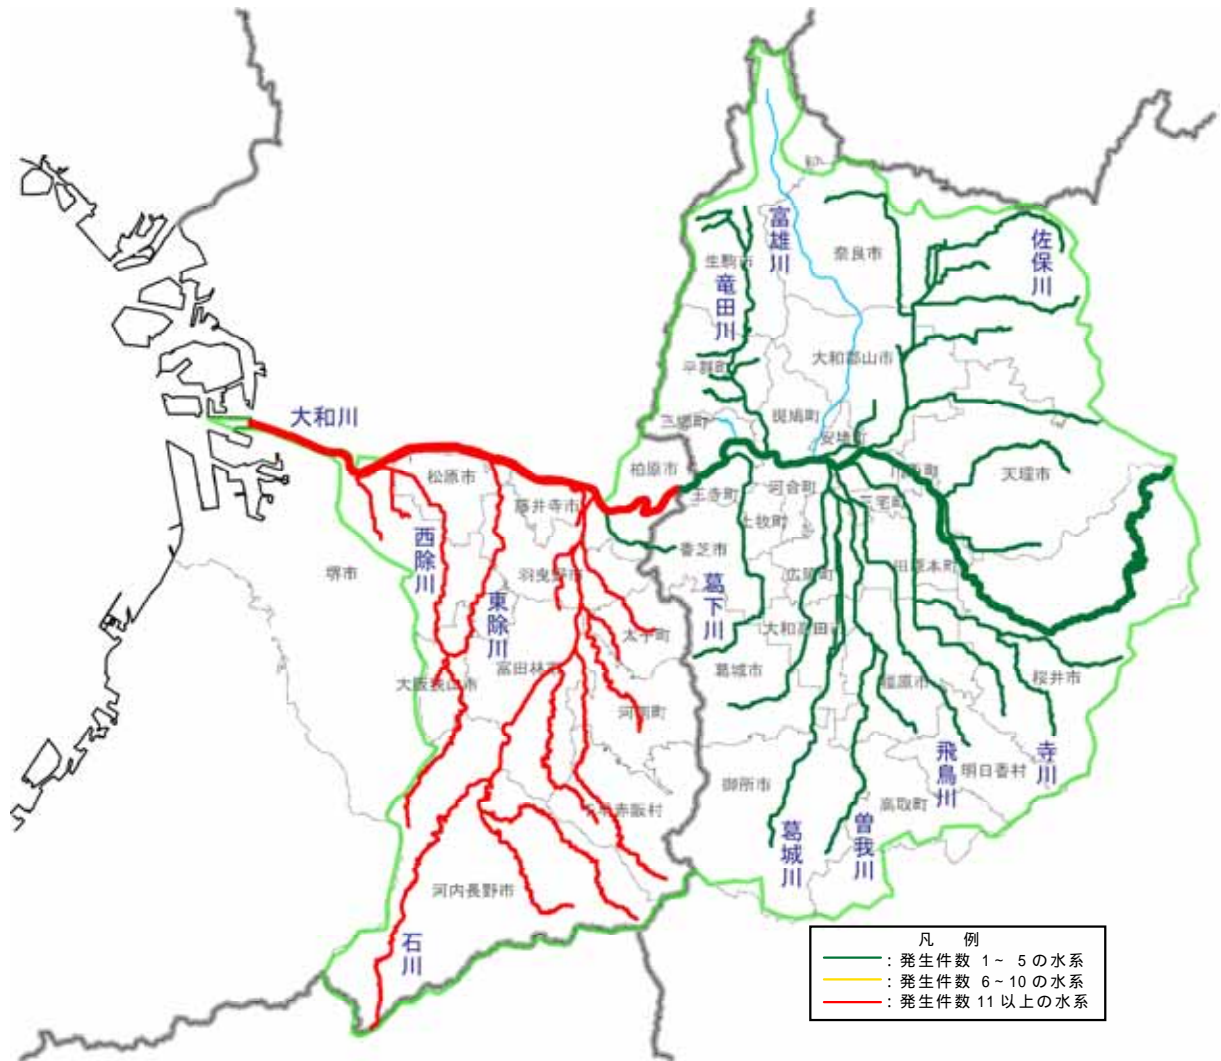 富雄川
佐保川
奈良市
生駒市
竜田川
大和郡山市
平群町
斑鳩町
三郷町
安堵町
大和川
松原市
柏原市
川西町
天理市
藤井寺市
王寺町
河合町
三宅町
上牧町
西除川
香芝市
堺市
羽曳野市
広陵町
田原本町
葛下川
東除川
太子町
大和高田市
富田林市
葛城市
橿原市
桜井市
大阪狭山市
河南町
飛鳥川
寺川
御所市
明日香村
高取町
千早赤阪村
葛城川
曽我川
河内長野市
石川
凡 例
: 発生件数 1~ 5の水系
: 発生件数 6~10の水系
: 発生件数 11以上の水系